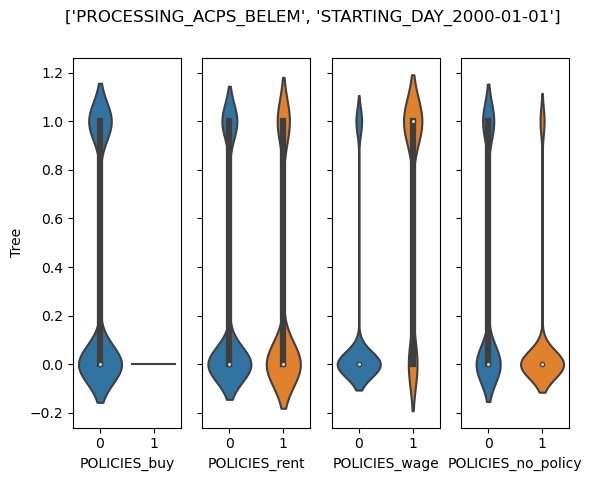 ['PROCESSING_ACPS_BELEM', 'STARTING_DAY_2000-01-01']
Tree
1.2
1.0
0.8
0.6
0.4
0.2
0.0
−0.2
0 1 0 1 0 1 0 1
POLICIES_buy POLICIES_rent POLICIES_wage POLICIES_no_policy